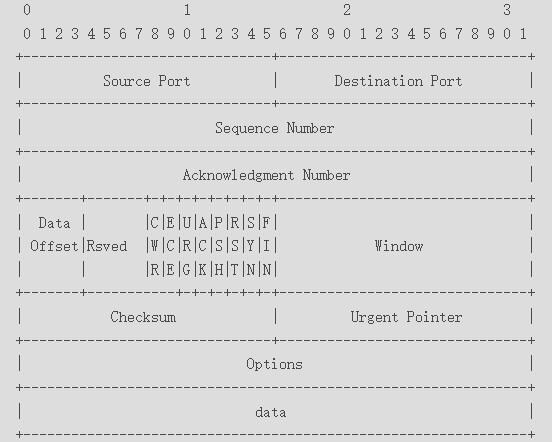 0                   1                   2                   3
0 1 2 3 4 5 6 7 8 9 0 1 2 3 4 5 6 7 8 9 0 1 2 3 4 5 6 7 8 9 0 1
| Source Port | Destination Port |
| Sequence Number |
| Acknowledgment Number |
| Data | |C|E|U|A|P|R|S|F| |
| Offset|Rsved |W|C|R|C|S|S|Y|I| Window |
| | |R|E|G|K|H|T|N|N| |
| Checksum | Urgent Pointer |
| Options |
| data |